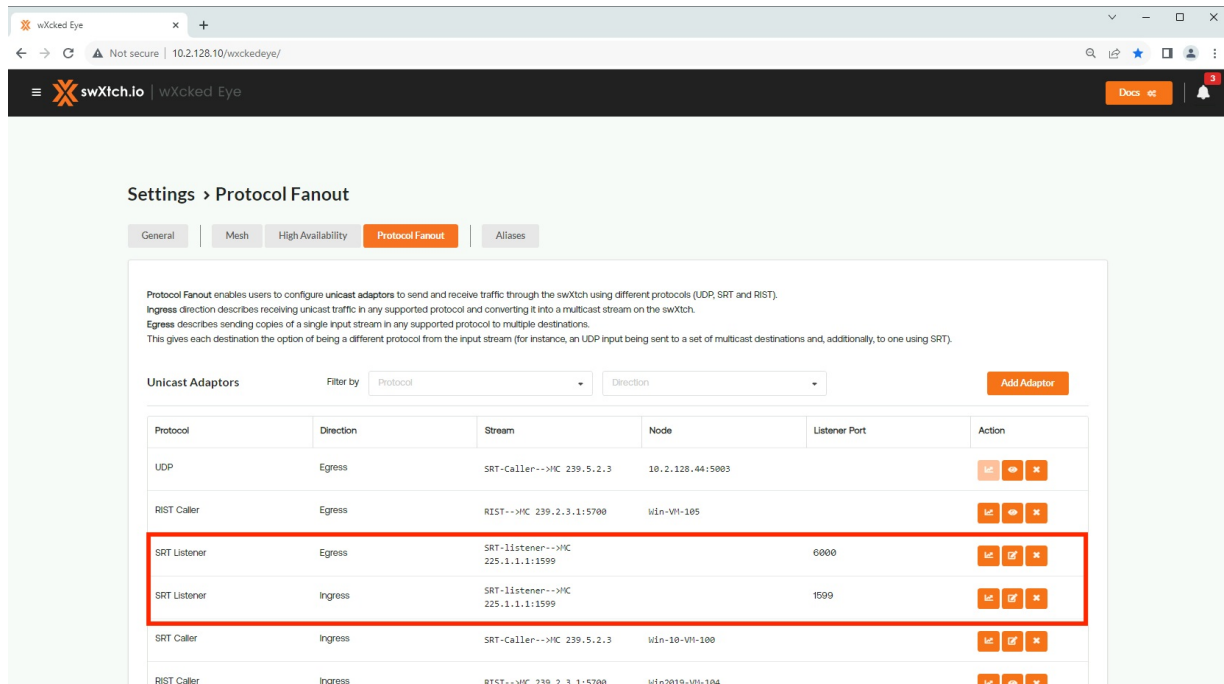 wXcked Eye
Not secure | 10.2.128.10/wxckedeye/
swXtch.io | wXcked Eye
Docs
3
Settings > Protocol Fanout
General
Mesh
High Availability
Protocol Fanout
Aliases
Protocol Fanout enables users to configure unicast adaptors to send and receive traffic through the swXtch using different protocols (UDP, SRT and RIST).
Ingress direction describes receiving unicast traffic in any supported protocol and converting it into a multicast stream on the swXtch.
Egress describes sending copies of a single input stream in any supported protocol to multiple destinations.
This gives each destination the option of being a different protocol from the input stream (for instance, an UDP input being sent to a set of multicast destinations and, additionally, to one using SRT).
Unicast Adaptors
Filter by
Protocol
Direction
Add Adaptor
Protocol Direction Stream Node Listener Port Action
UDP Egress SRT-Caller-->MC 239.5.2.3 10.2.128.44:5003
RIST Caller Egress RIST-->MC 239.2.3.1:5700 Win-VM-105
SRT Listener Egress SRT-listener-->MC 6000
225.1.1.1:1599
SRT Listener Ingress SRT-listener-->MC 1599
225.1.1.1:1599
SRT Caller Ingress SRT-Caller-->MC 239.5.2.3 Win-10-VM-100
RIST Caller Ingress RIST-->MC 239.2.3.1:5700 Win2019-VM-104